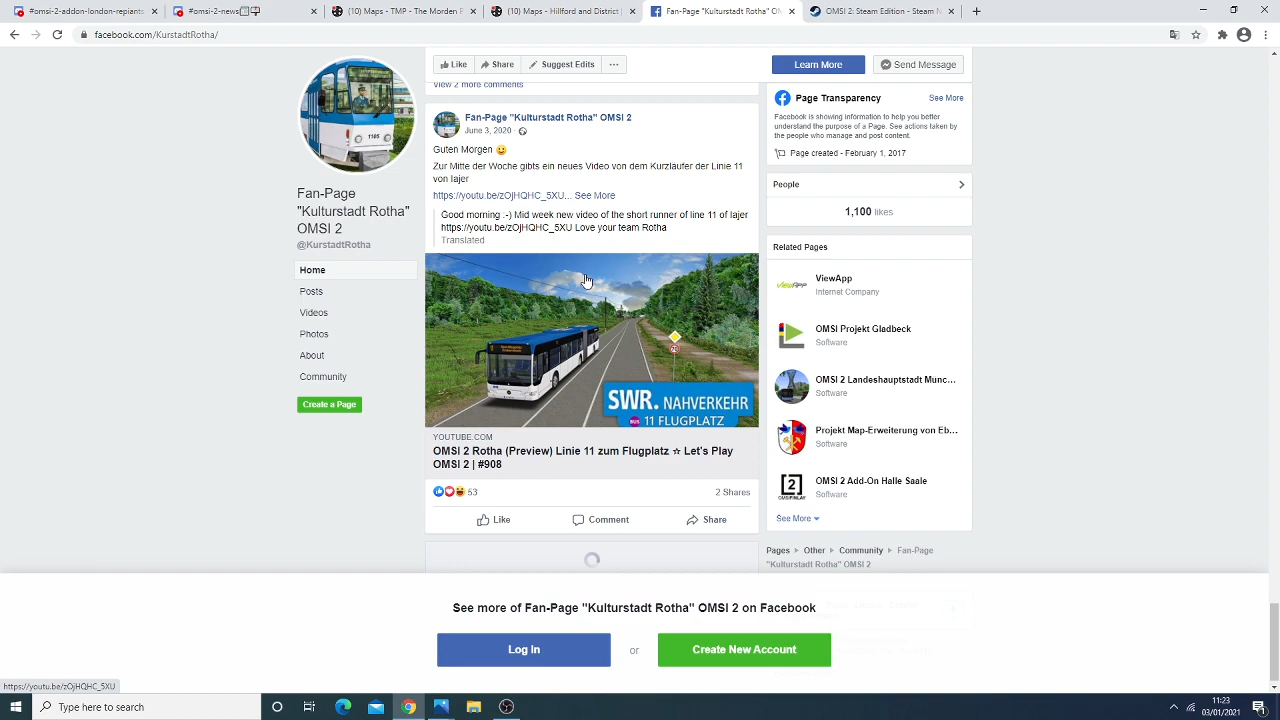 #omsi-2-addon-london-repaints
#omsi-2-news
(10) Maps - TMP - The Morden P
(10) Maps - Hillford and District |
Fan-Page "Kulturstadt Rotha" OM
Steam Community :: OMSI 2: Stea
facebook.com/KurstadtRotha/
Like
Share
Suggest Edits
Learn More
Send Message
Fan-Page
"Kulturstadt Rotha"
OMSI 2
@KurstadtRotha
Home
Posts
Videos
Photos
About
Community
Create a Page
View 2 more comments
Fan-Page "Kulturstadt Rotha" OMSI 2
June 3, 2020 ·
Guten Morgen
Zur Mitte der Woche gibts ein neues Video von dem Kurzläufer der Linie 11
von lajer
https://youtu.be/zOjHQHC_5XU... See More
Good morning :-) Mid week new video of the short runner of line 11 of lajer
https://youtu.be/zOjHQHC_5XU Love your team Rotha
Translated
1105
70
SWR. NAHVERKEHR
BUS 11 FLUGPLATZ
YOUTUBE.COM
OMSI 2 Rotha (Preview) Linie 11 zum Flugplatz ☆ Let's Play
OMSI 2 | #908
53
2 Shares
Like
Comment
Share
Page Transparency
See More
Facebook is showing information to help you better
understand the purpose of a Page. See actions taken by
the people who manage and post content.
Page created - February 1, 2017
People
1,100 likes
Related Pages
ViewApp
Internet Company
OMSI Projekt Gladbeck
Software
OMSI 2 Landeshauptstadt Münc...
Software
Projekt Map-Erweiterung von Eb...
Software
OMSI 2 Add-On Halle Saale
Software
See More
Pages
Other
Community
Fan-Page
"Kulturstadt Rotha" OMSI 2
See more of Fan-Page "Kulturstadt Rotha" OMSI 2 on Facebook
Log In
or
Create New Account
https://youtu.be/zOjHQHC_5XU
Type here to search
11:23
03/01/2021